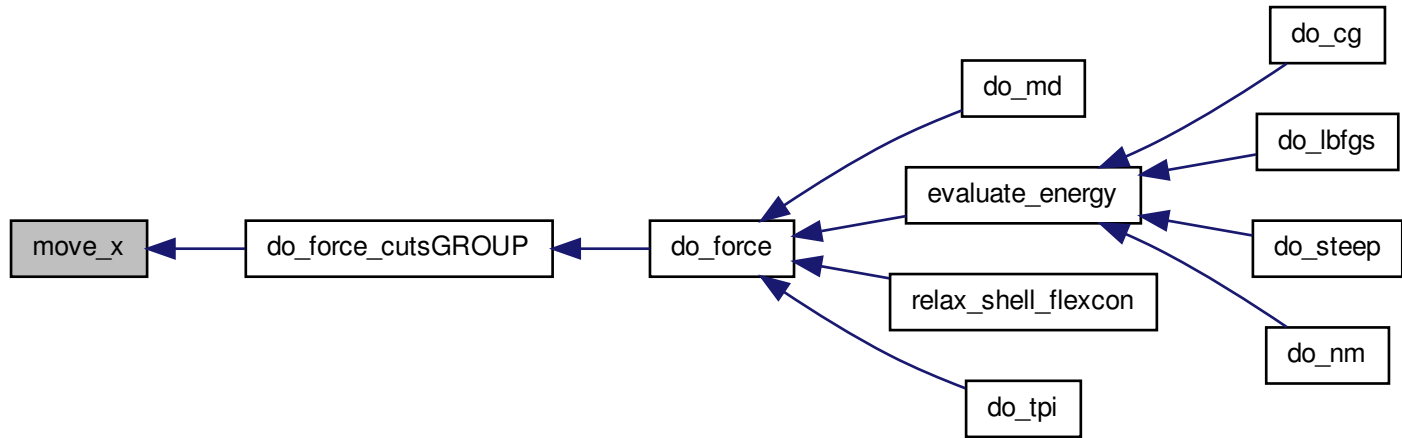 move_x
do_force_cutsGROUP
do_force
do_md
evaluate_energy
relax_shell_flexcon
do_tpi
do_cg
do_lbfgs
do_steep
do_nm